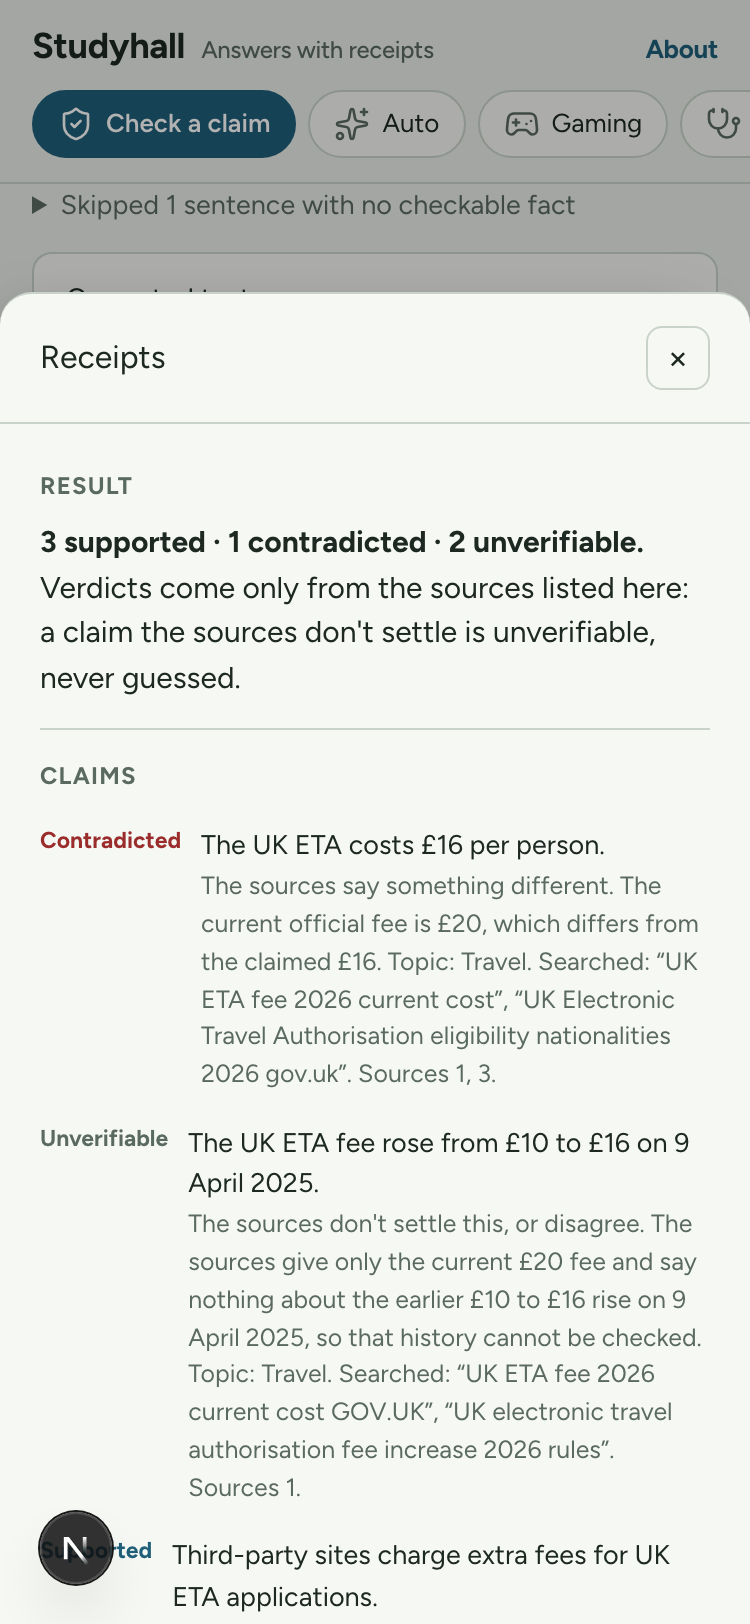 Studyhall Answers with receipts About
Check a claim Auto Gaming
Skipped 1 sentence with no checkable fact
Receipts
×
RESULT
3 supported · 1 contradicted · 2 unverifiable.
Verdicts come only from the sources listed here:
a claim the sources don't settle is unverifiable,
never guessed.
CLAIMS
Contradicted The UK ETA costs £16 per person.
The sources say something different. The
current official fee is £20, which differs from
the claimed £16. Topic: Travel. Searched: “UK
ETA fee 2026 current cost”, “UK Electronic
Travel Authorisation eligibility nationalities
2026 gov.uk”. Sources 1, 3.
Unverifiable The UK ETA fee rose from £10 to £16 on 9
April 2025.
The sources don't settle this, or disagree. The
sources give only the current £20 fee and say
nothing about the earlier £10 to £16 rise on 9
April 2025, so that history cannot be checked.
Topic: Travel. Searched: “UK ETA fee 2026
current cost GOV.UK”, “UK electronic travel
authorisation fee increase 2026 rules”.
Sources 1.
N
Supported Third-party sites charge extra fees for UK
ETA applications.